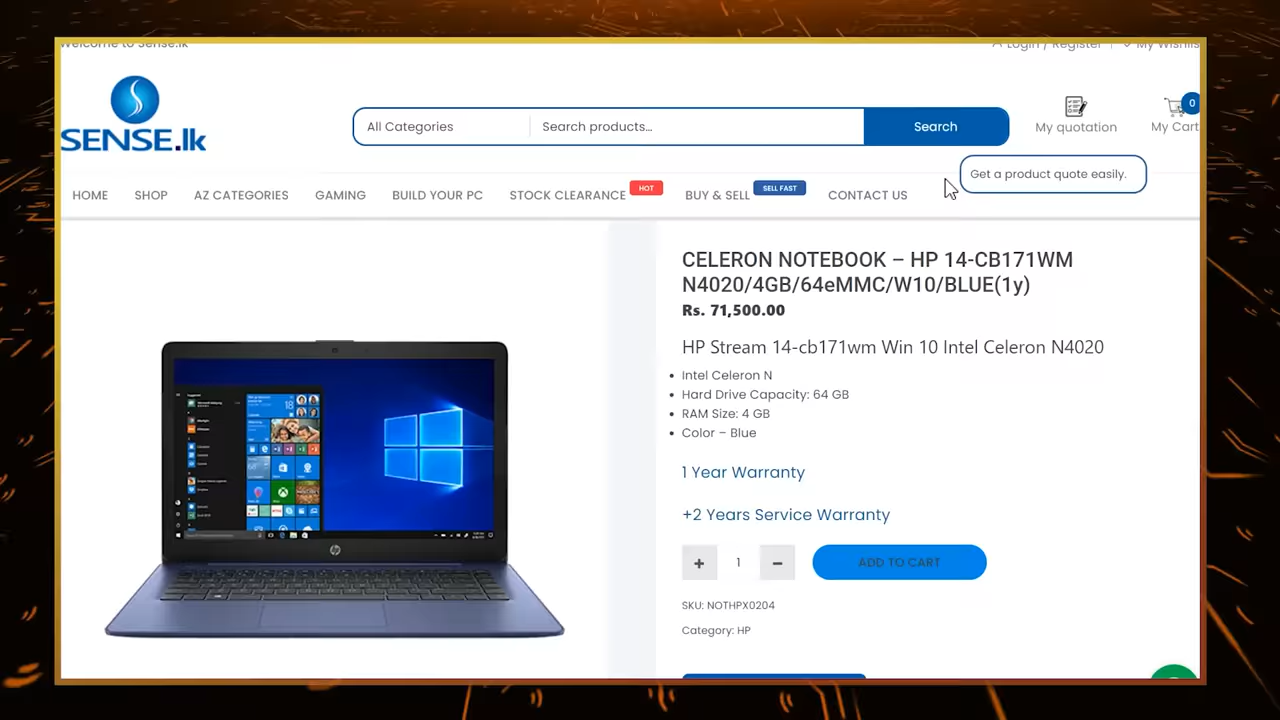 Welcome to Sense.lk
Login / Register
My Wishlis
SENSE.lk
All Categories
Search products...
Search
My quotation
0
My Cart
Get a product quote easily.
HOME
SHOP
AZ CATEGORIES
GAMING
BUILD YOUR PC
STOCK CLEARANCE
HOT
BUY & SELL
SELL FAST
CONTACT US
CELERON NOTEBOOK – HP 14-CB171WM
N4020/4GB/64eMMC/W10/BLUE(1y)
Rs. 71,500.00
HP Stream 14-cb171wm Win 10 Intel Celeron N4020
Intel Celeron N
Hard Drive Capacity: 64 GB
RAM Size: 4 GB
Color – Blue
1 Year Warranty
+2 Years Service Warranty
+ 1 −
ADD TO CART
SKU: NOTHPX0204
Category: HP
hp